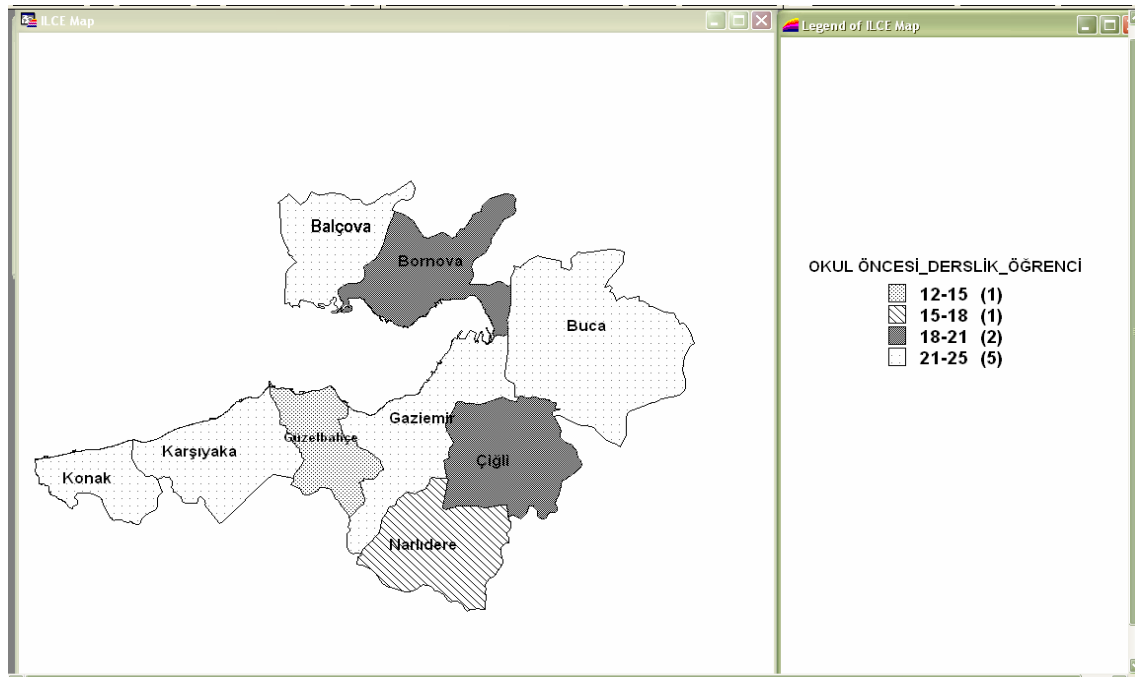 ILCE Map
Legend of ILCE Map
Balçova
Bornova
Buca
Gaziemir
Güzelbahçe
Karşıyaka
Konak
Çiğli
Narlıdere
OKUL ÖNCESİ_DERSLİK_ÖĞRENCİ
12-15 (1)
15-18 (1)
18-21 (2)
21-25 (5)